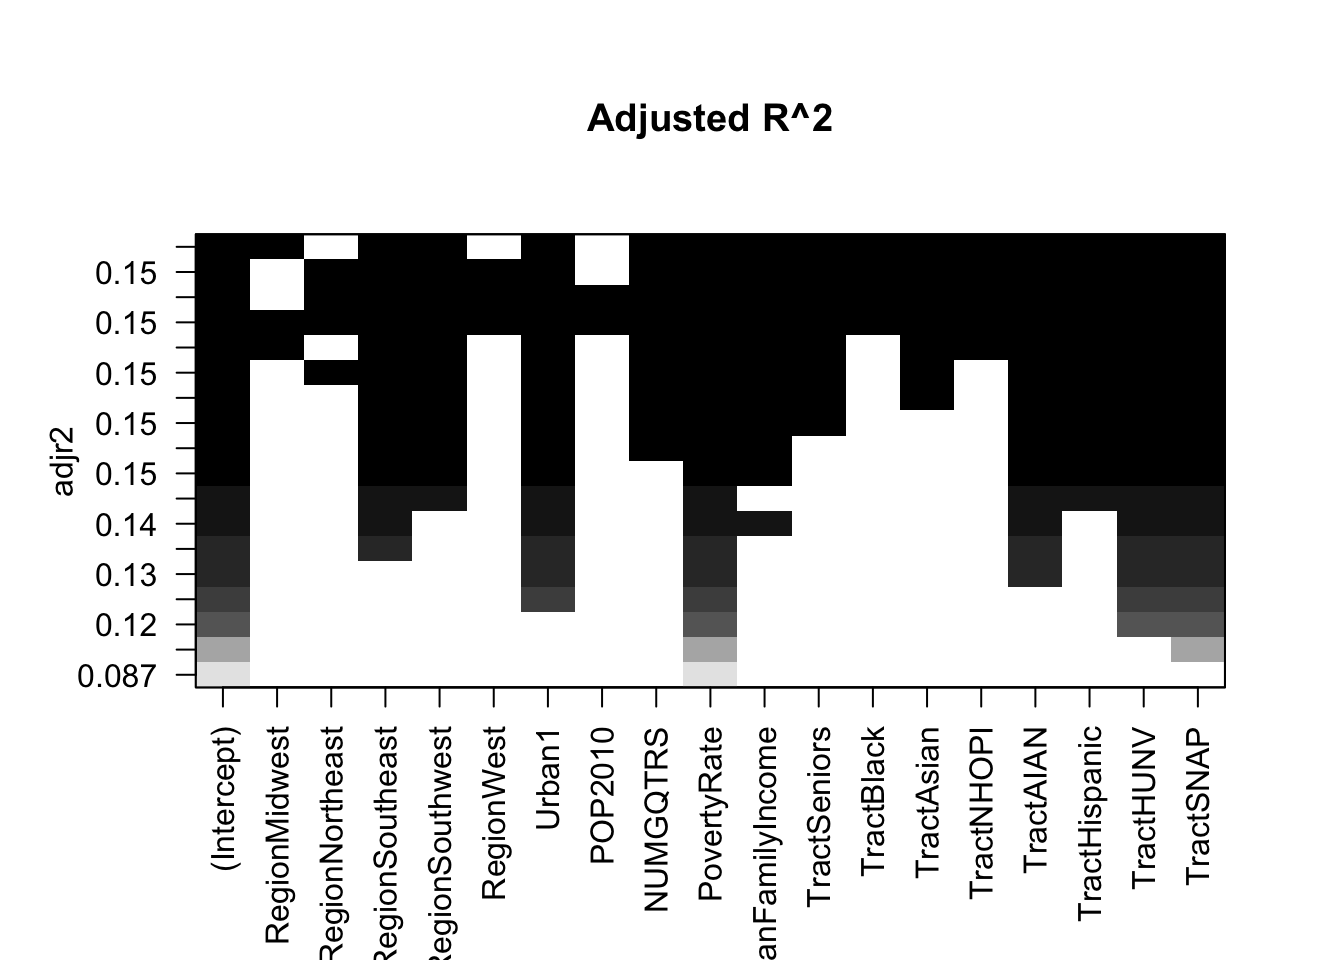 Adjusted R^2
adjr2
0.15
0.15
0.15
0.15
0.15
0.14
0.13
0.12
0.087
(Intercept)
RegionMidwest
RegionNortheast
RegionSoutheast
RegionSouthwest
RegionWest
Urban1
POP2010
NUMGQTRS
PovertyRate
anFamilyIncome
TractSeniors
TractBlack
TractAsian
TractNHOPI
TractAIAN
TractHispanic
TractHUNV
TractSNAP